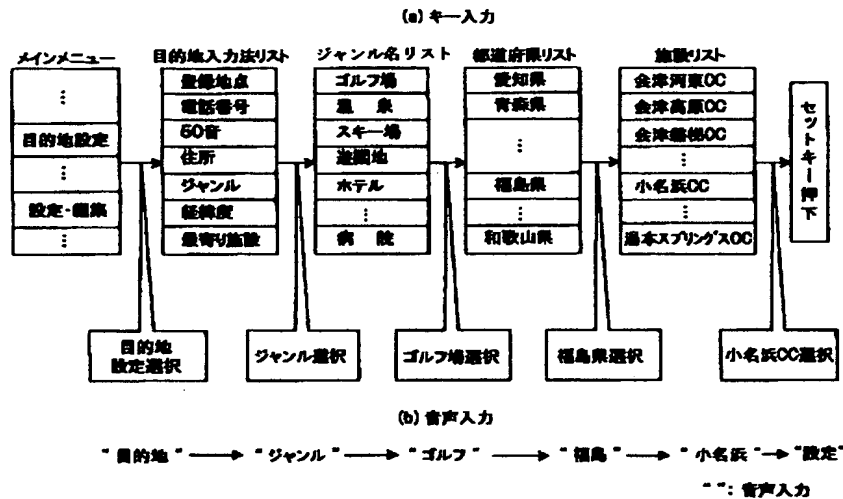 (a) キー入力
メインメニュー
⋮
目的地設定
⋮
設定・編集
⋮
目的地入力法リスト
登録地点
電話番号
50音
住所
ジャンル
経緯度
最寄り施設
ジャンル名リスト
ゴルフ場
温 泉
スキー場
遊園地
ホテル
⋮
病 院
都道府県リスト
愛知県
青森県
⋮
福島県
⋮
和歌山県
施設リスト
会津河東CC
会津高原CC
会津磐梯CC
⋮
小名浜CC
⋮
湯本スプリングスCC
セットキー押下
目的地
設定選択
ジャンル選択
ゴルフ場選択
福島県選択
小名浜CC選択
(b) 音声入力
"目的地" → "ジャンル" → "ゴルフ" → "福島" → "小名浜" → "設定"
" ": 音声入力